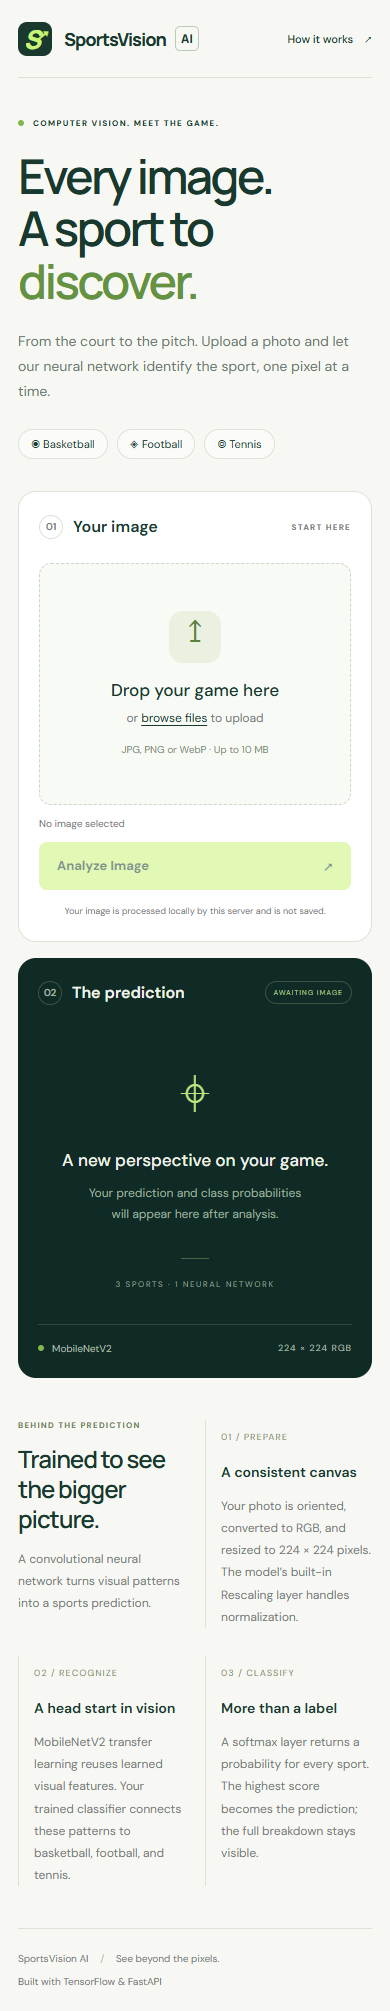 SportsVision AI
How it works ↗
COMPUTER VISION. MEET THE GAME.
Every image.
A sport to
discover.
From the court to the pitch. Upload a photo and let
our neural network identify the sport, one pixel at a
time.
◉ Basketball
◈ Football
◎ Tennis
01 Your image
START HERE
Drop your game here
or browse files to upload
JPG, PNG or WebP · Up to 10 MB
No image selected
Analyze Image ↗
Your image is processed locally by this server and is not saved.
02 The prediction
AWAITING IMAGE
A new perspective on your game.
Your prediction and class probabilities
will appear here after analysis.
3 SPORTS · 1 NEURAL NETWORK
MobileNetV2
224 × 224 RGB
BEHIND THE PREDICTION
Trained to see
the bigger
picture.
A convolutional neural
network turns visual patterns
into a sports prediction.
01 / PREPARE
A consistent canvas
Your photo is oriented,
converted to RGB, and
resized to 224 × 224 pixels.
The model's built-in
Rescaling layer handles
normalization.
02 / RECOGNIZE
A head start in vision
MobileNetV2 transfer
learning reuses learned
visual features. Your
trained classifier connects
these patterns to
basketball, football, and
tennis.
03 / CLASSIFY
More than a label
A softmax layer returns a
probability for every sport.
The highest score
becomes the prediction;
the full breakdown stays
visible.
SportsVision AI / See beyond the pixels.
Built with TensorFlow & FastAPI